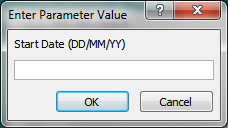 Enter Parameter Value
?
Start Date (DD/MM/YY)
OK Cancel